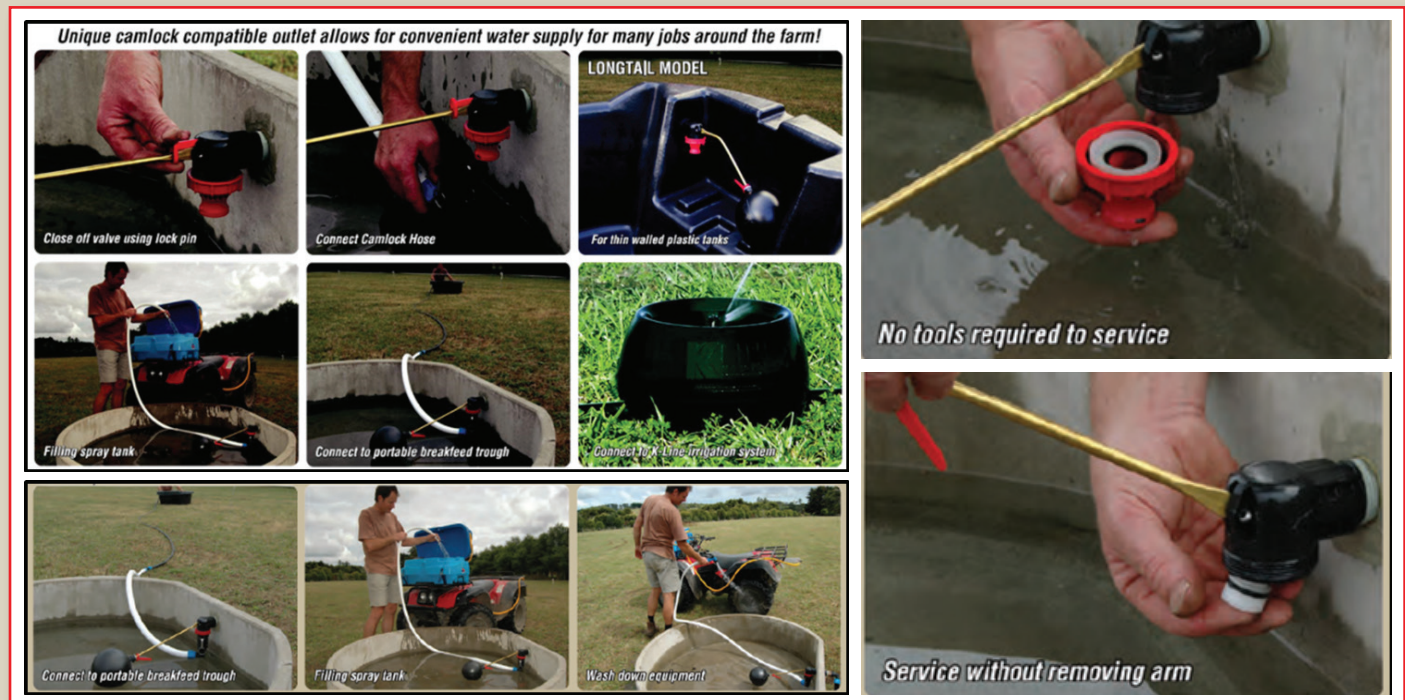 Unique camlock compatible outlet allows for convenient water supply for many jobs around the farm!
Close off valve using lock pin
Connect Camlock Hose
LONGTAIL MODEL
For thin walled plastic tanks
Filling spray tank
Connect to portable breakfeed trough
Connect to K-Line irrigation system
Connect to portable breakfeed trough
Filling spray tank
Wash down equipment
No tools required to service
Service without removing arm